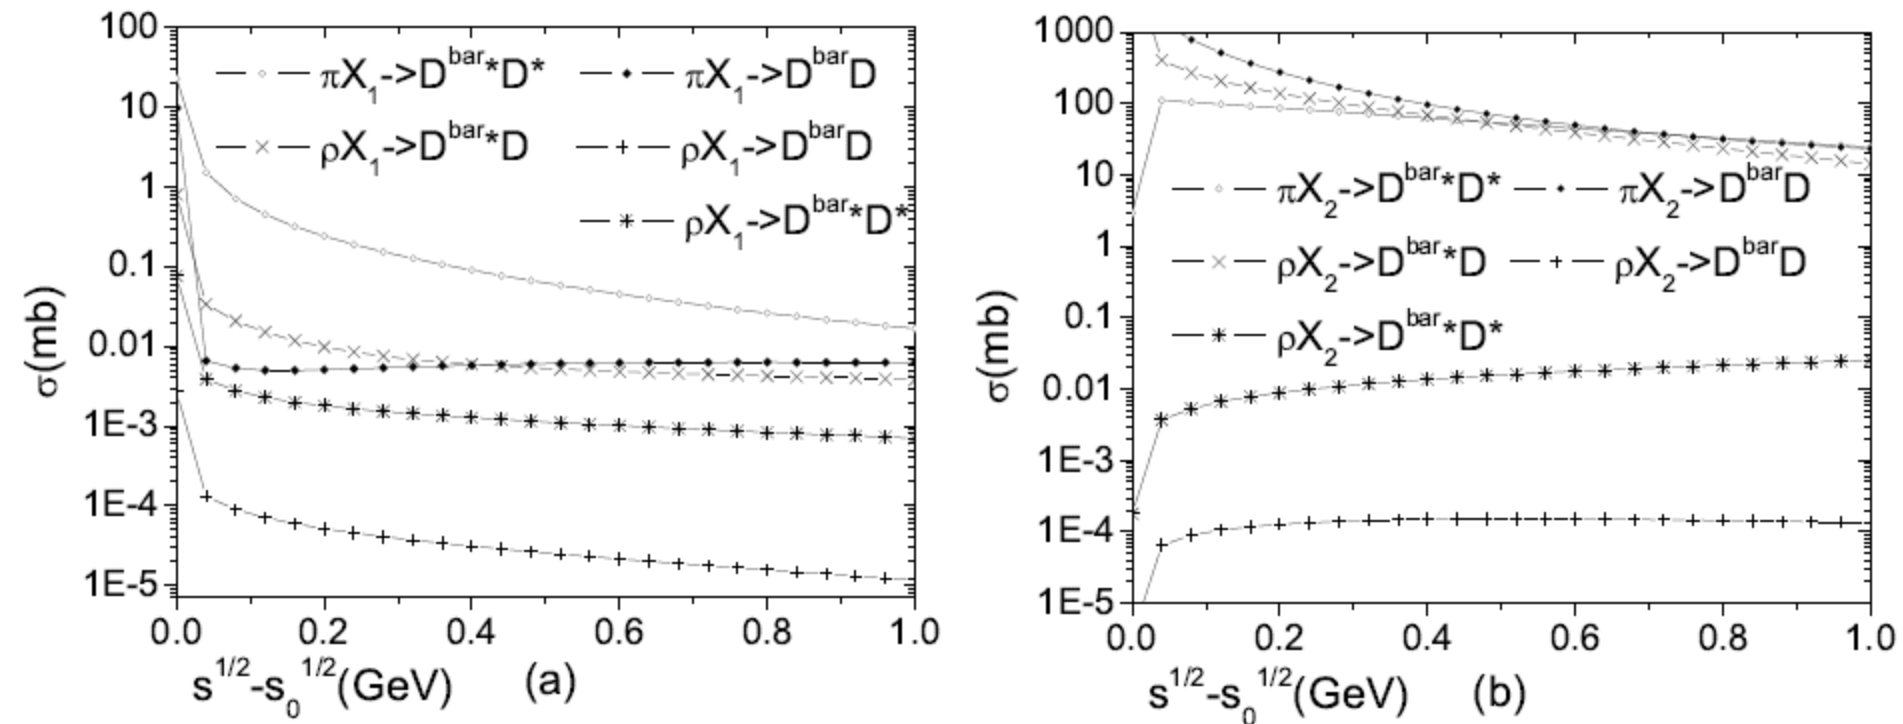 100
10
1
0.1
0.01
1E-3
1E-4
1E-5
σ(mb)
πX₁->Dᵇᵃʳ*D* πX₁->DᵇᵃʳD
ρX₁->Dᵇᵃʳ*D ρX₁->DᵇᵃʳD
ρX₁->Dᵇᵃʳ*D*
0.0 0.2 0.4 0.6 0.8 1.0
s¹/²-s₀¹/²(GeV) (a)
1000
100
10
1
0.1
0.01
1E-3
1E-4
1E-5
σ(mb)
πX₂->Dᵇᵃʳ*D* πX₂->DᵇᵃʳD
ρX₂->Dᵇᵃʳ*D ρX₂->DᵇᵃʳD
ρX₂->Dᵇᵃʳ*D*
0.0 0.2 0.4 0.6 0.8 1.0
s¹/²-s₀¹/²(GeV) (b)